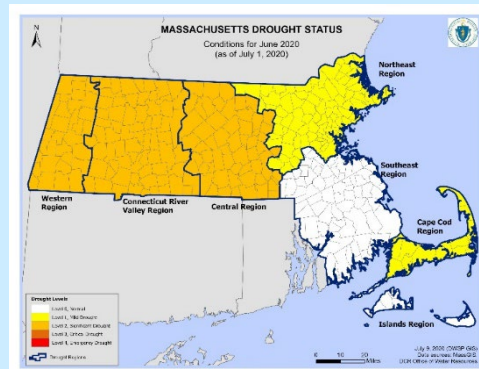 MASSACHUSETTS DROUGHT STATUS
Conditions for June 2020
(as of July 1, 2020)
N
Northeast
Region
Southeast
Region
Cape Cod
Region
Western
Region
Connecticut River
Valley Region
Central Region
Islands Region
Drought Levels
Level 0, Normal
Level 1, Mild Drought
Level 2, Significant Drought
Level 3, Critical Drought
Level 4, Emergency Drought
Drought Regions
Miles
July 9, 2020 (DWSP GIS)
Data sources: MassGIS,
DCR Office of Water Resources